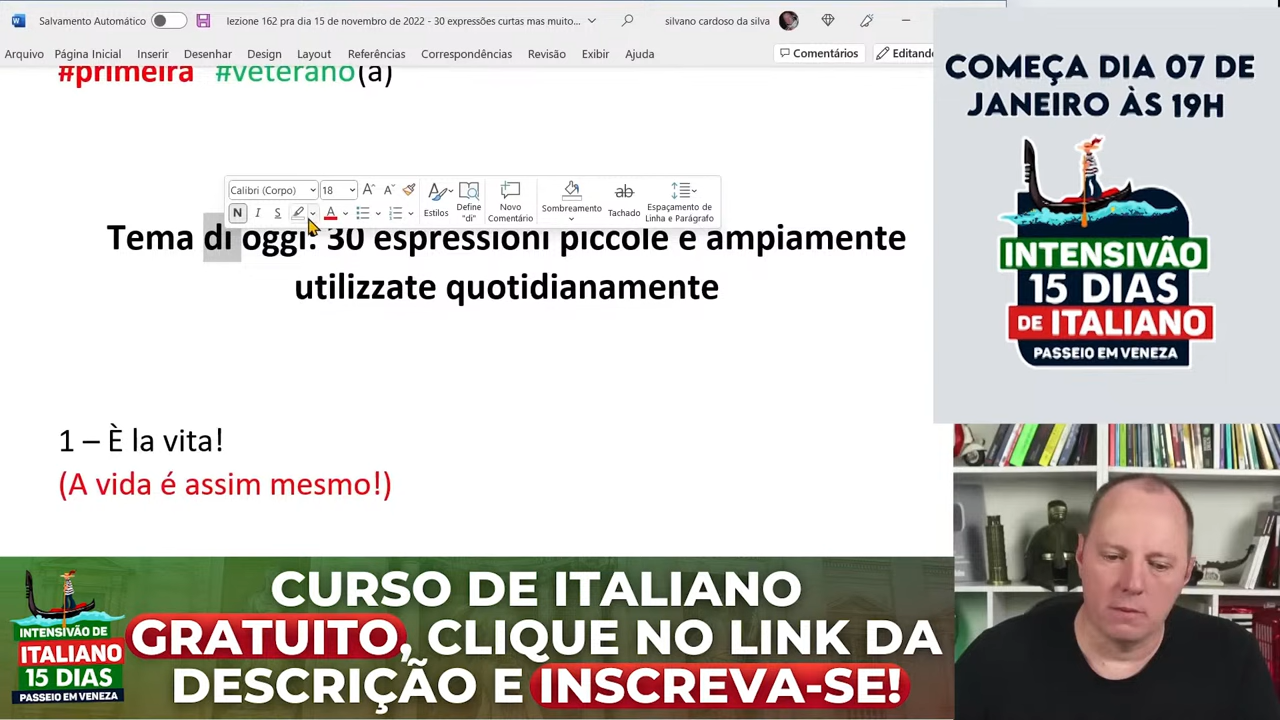 Salvamento Automático
lezione 162 pra dia 15 de novembro de 2022 - 30 expressões curtas mas muito...
silvano cardoso da silva
Arquivo Página Inicial Inserir Desenhar Design Layout Referências Correspondências Revisão Exibir Ajuda
Comentários
Editando
#primeira #veterano(a)
Calibri (Corpo) 18
N I S
Estilos
Define "di"
Novo Comentário
Sombreamento
Tachado
Espaçamento de Linha e Parágrafo
Tema di oggi: 30 espressioni piccole e ampiamente
utilizzate quotidianamente
1 – È la vita!
(A vida é assim mesmo!)
COMEÇA DIA 07 DE
JANEIRO ÀS 19H
INTENSIVÃO
15 DIAS
DE ITALIANO
PASSEIO EM VENEZA
INTENSIVÃO DE
ITALIANO
15 DIAS
PASSEIO EM VENEZA
CURSO DE ITALIANO
GRATUITO, CLIQUE NO LINK DA
DESCRIÇÃO E INSCREVA-SE!